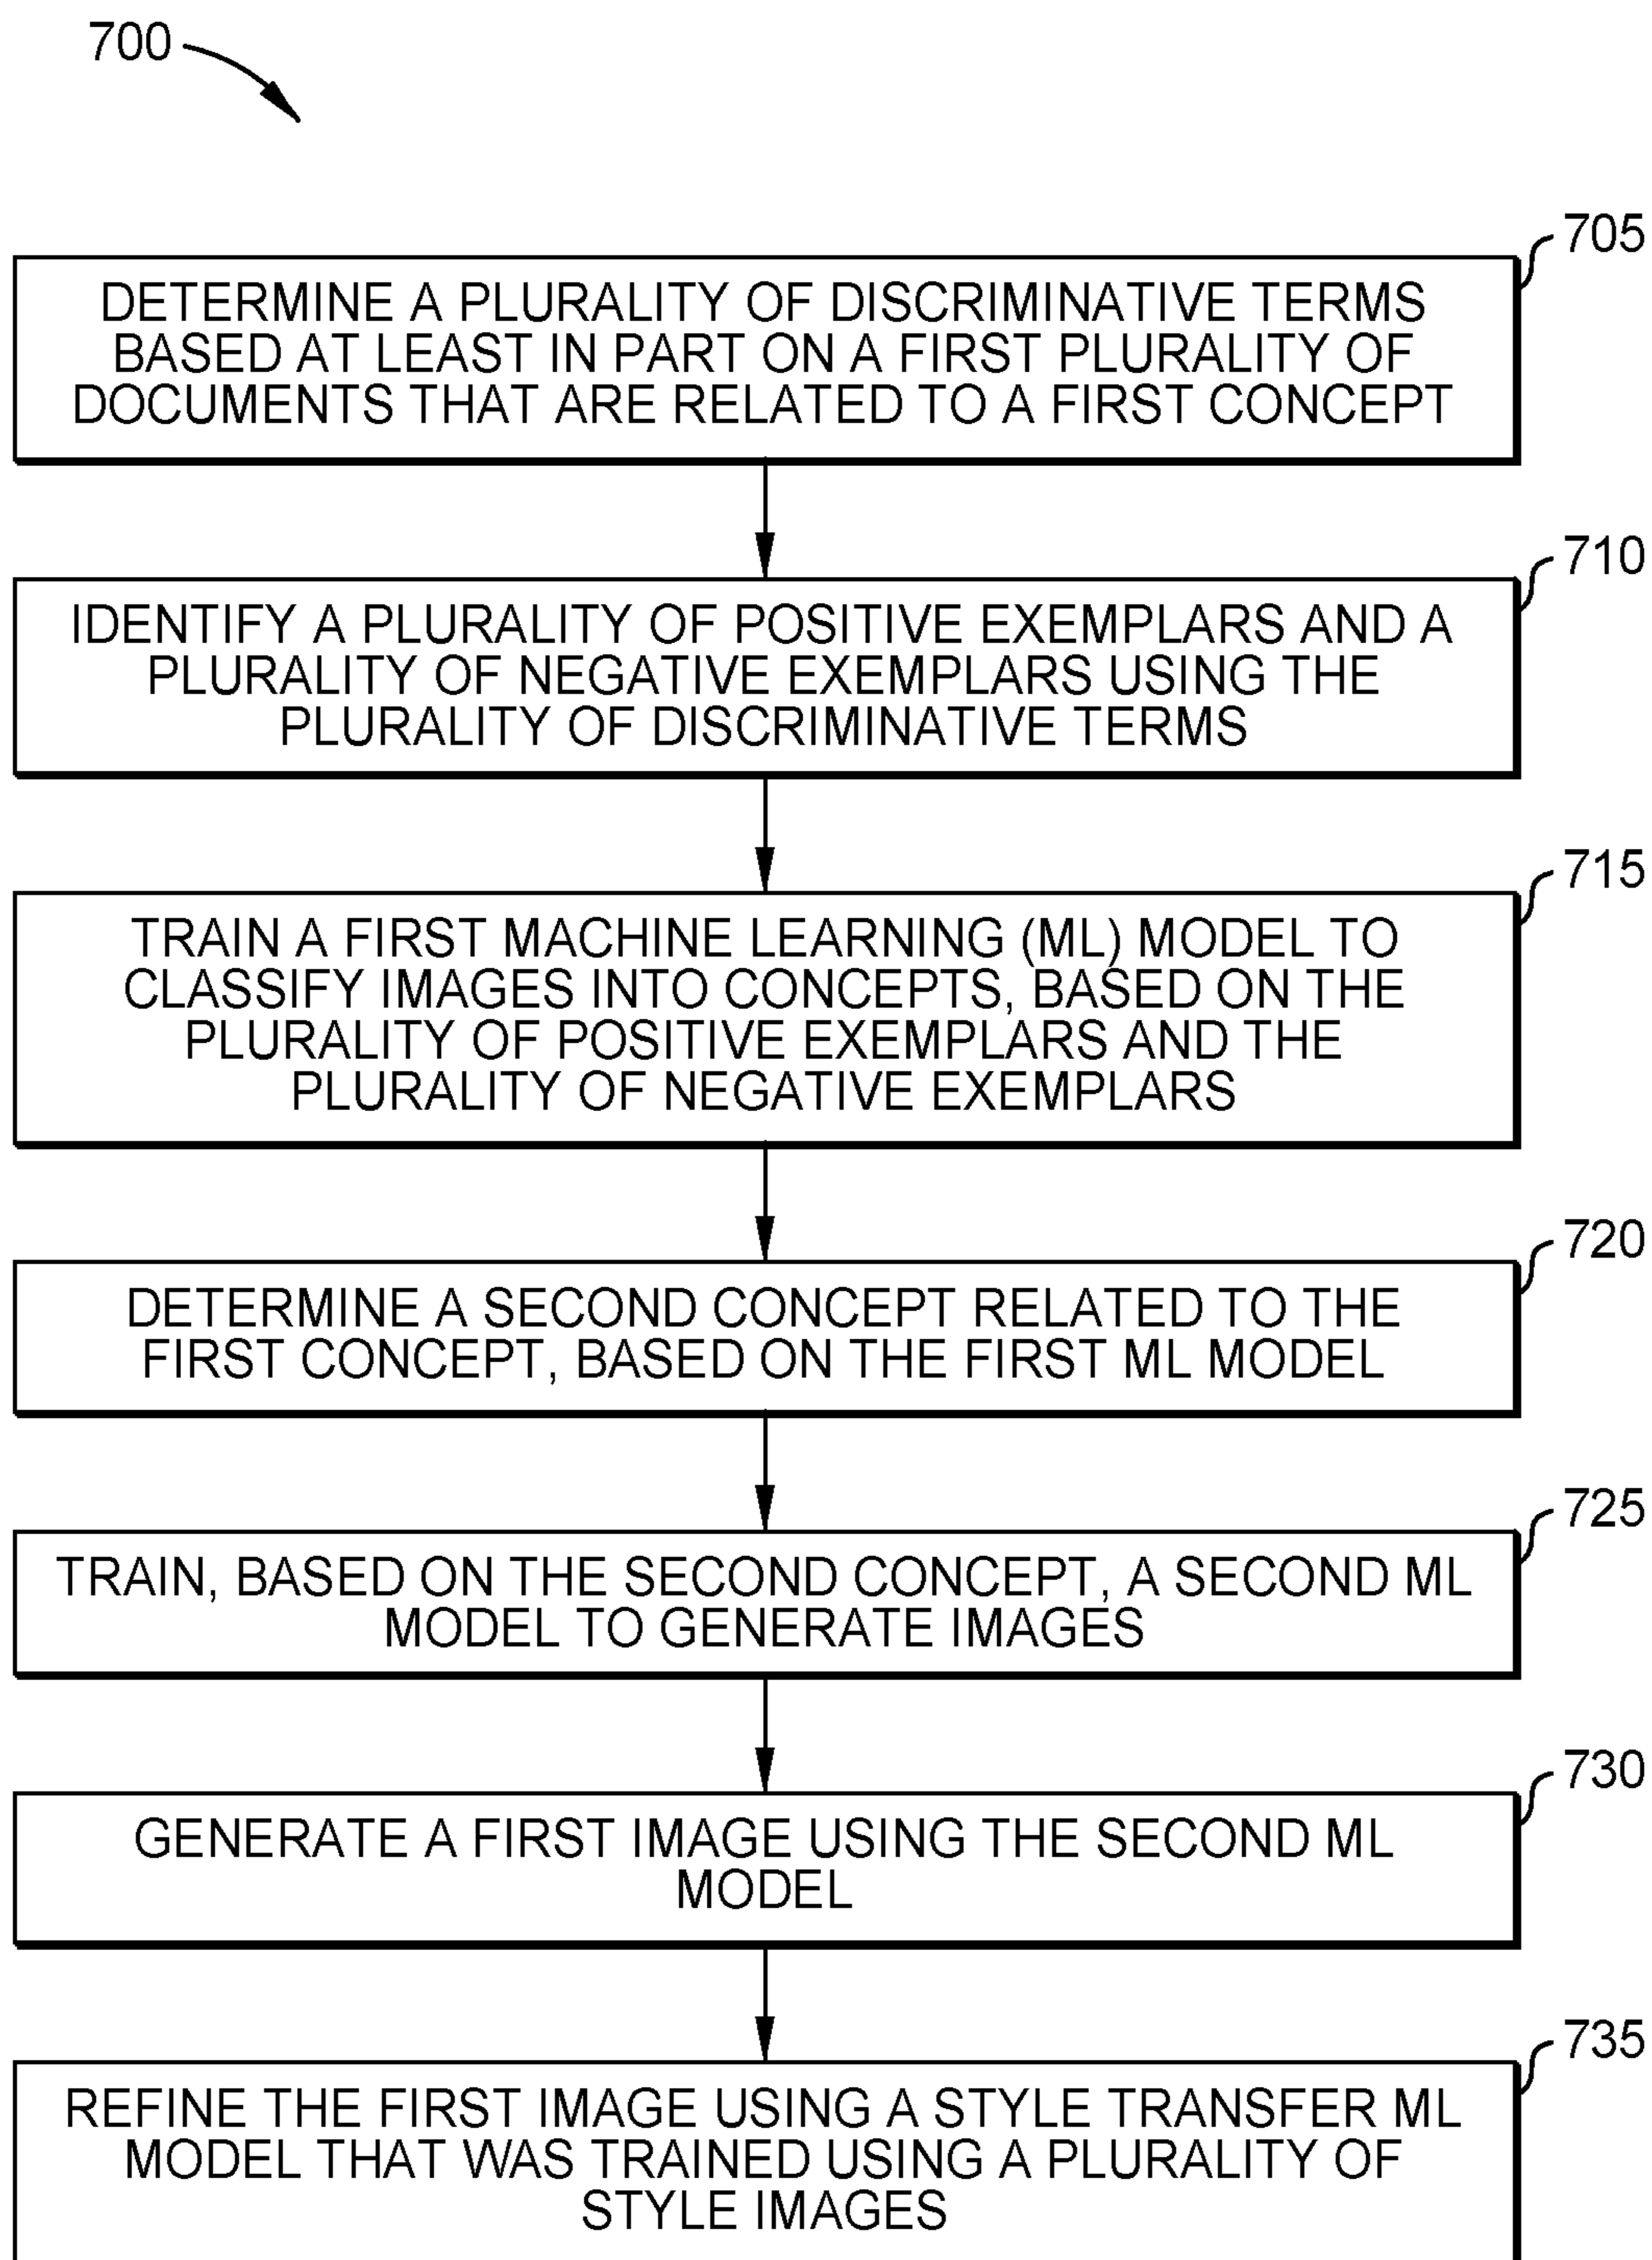 700
705
DETERMINE A PLURALITY OF DISCRIMINATIVE TERMS
BASED AT LEAST IN PART ON A FIRST PLURALITY OF
DOCUMENTS THAT ARE RELATED TO A FIRST CONCEPT
710
IDENTIFY A PLURALITY OF POSITIVE EXEMPLARS AND A
PLURALITY OF NEGATIVE EXEMPLARS USING THE
PLURALITY OF DISCRIMINATIVE TERMS
715
TRAIN A FIRST MACHINE LEARNING (ML) MODEL TO
CLASSIFY IMAGES INTO CONCEPTS, BASED ON THE
PLURALITY OF POSITIVE EXEMPLARS AND THE
PLURALITY OF NEGATIVE EXEMPLARS
720
DETERMINE A SECOND CONCEPT RELATED TO THE
FIRST CONCEPT, BASED ON THE FIRST ML MODEL
725
TRAIN, BASED ON THE SECOND CONCEPT, A SECOND ML
MODEL TO GENERATE IMAGES
730
GENERATE A FIRST IMAGE USING THE SECOND ML
MODEL
735
REFINE THE FIRST IMAGE USING A STYLE TRANSFER ML
MODEL THAT WAS TRAINED USING A PLURALITY OF
STYLE IMAGES